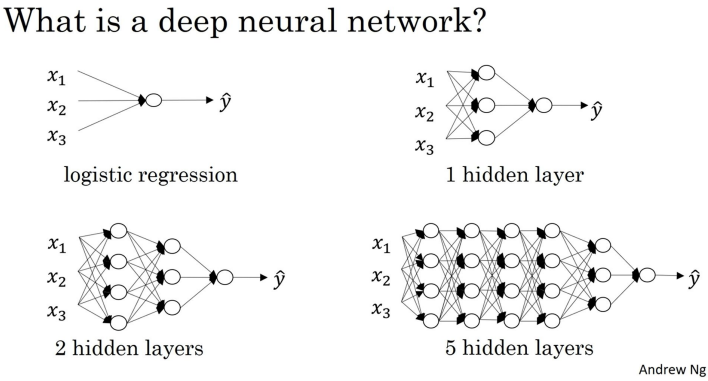 What is a deep neural network?
x₁
x₂
x₃
ŷ
logistic regression
x₁
x₂
x₃
ŷ
1 hidden layer
x₁
x₂
x₃
ŷ
2 hidden layers
x₁
x₂
x₃
ŷ
5 hidden layers
Andrew Ng